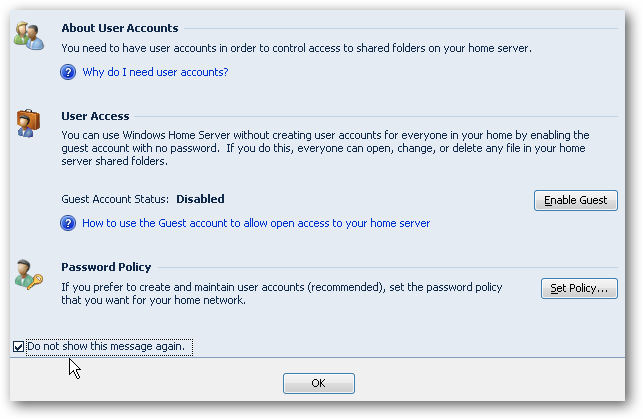 About User Accounts
You need to have user accounts in order to control access to shared folders on your home server.
? Why do I need user accounts?
User Access
You can use Windows Home Server without creating user accounts for everyone in your home by enabling the
guest account with no password.  If you do this, everyone can open, change, or delete any file in your home
server shared folders.
Guest Account Status:  Disabled
Enable Guest
? How to use the Guest account to allow open access to your home server
Password Policy
If you prefer to create and maintain user accounts (recommended), set the password policy
that you want for your home network.
Set Policy...
Do not show this message again.
OK